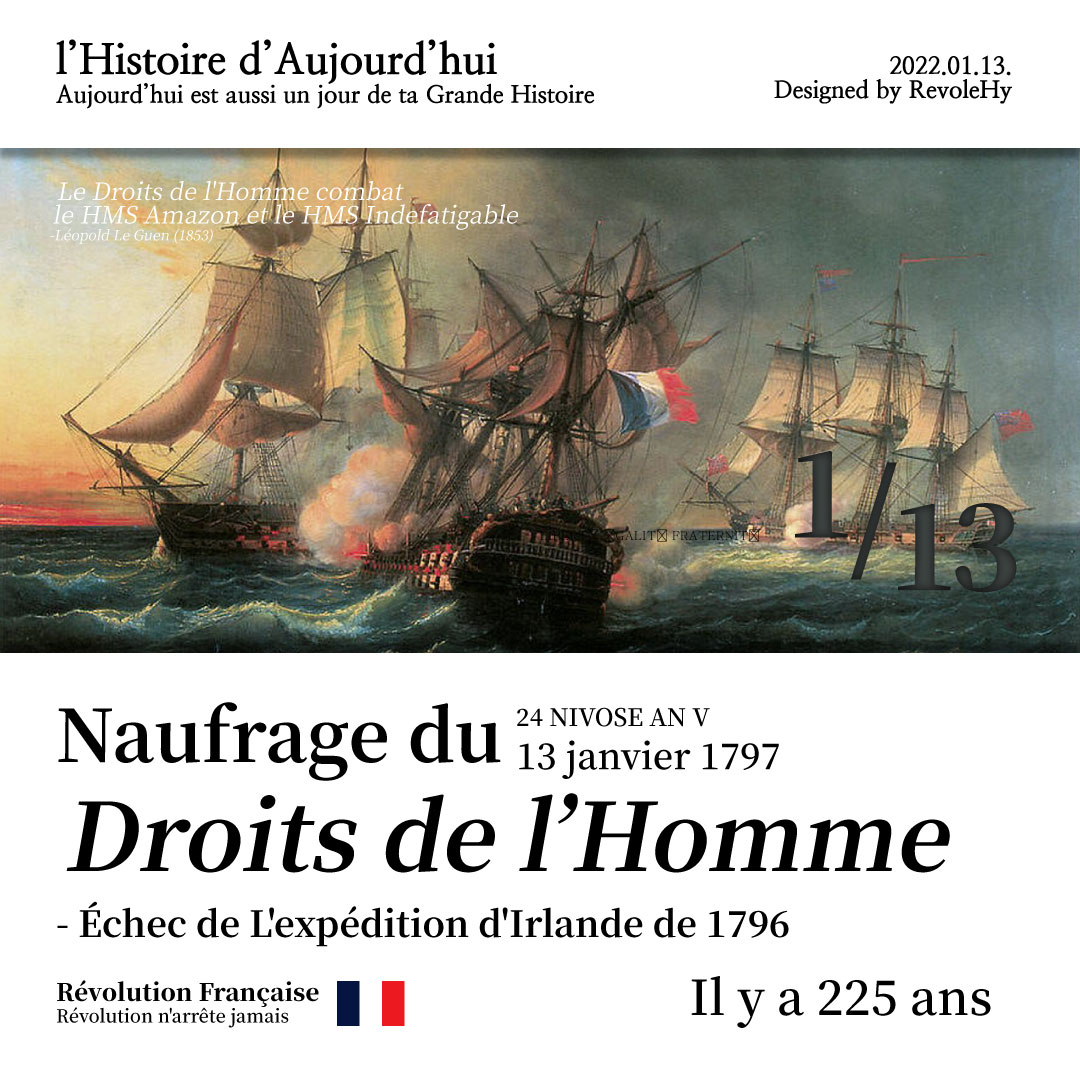 l’Histoire d’Aujourd’hui
Aujourd’hui est aussi un jour de ta Grande Histoire
2022.01.13.
Designed by RevoleHy
Le Droits de l'Homme combat
le HMS Amazon et le HMS Indefatigable
-Léopold Le Guen (1853)
FRATERNIT
1/13
Naufrage du
24 NIVOSE AN V
13 janvier 1797
Droits de l’Homme
- Échec de L'expédition d'Irlande de 1796
Révolution Française
Révolution n'arrête jamais
Il y a 225 ans